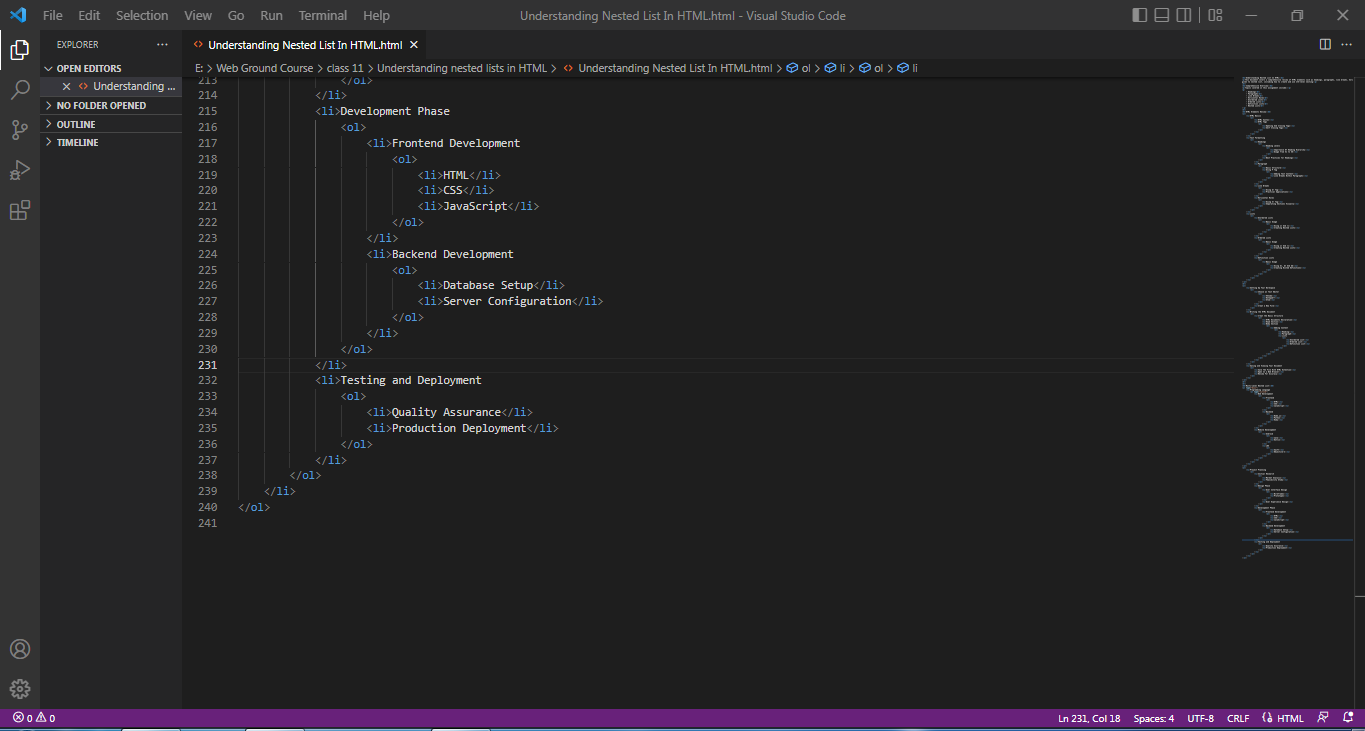 File Edit Selection View Go Run Terminal Help Understanding Nested List In HTML.html - Visual Studio Code
EXPLORER
OPEN EDITORS
Understanding ...
NO FOLDER OPENED
OUTLINE
TIMELINE
Understanding Nested List In HTML.html
E: > Web Ground Course > class 11 > Understanding nested lists in HTML > Understanding Nested List In HTML.html > ol > li > ol > li
213 </ol>
214 </li>
215 <li>Development Phase
216 <ol>
217 <li>Frontend Development
218 <ol>
219 <li>HTML</li>
220 <li>CSS</li>
221 <li>JavaScript</li>
222 </ol>
223 </li>
224 <li>Backend Development
225 <ol>
226 <li>Database Setup</li>
227 <li>Server Configuration</li>
228 </ol>
229 </li>
230 </ol>
231 </li>
232 <li>Testing and Deployment
233 <ol>
234 <li>Quality Assurance</li>
235 <li>Production Deployment</li>
236 </ol>
237 </li>
238 </ol>
239 </li>
240 </ol>
241
0 0 Ln 231, Col 18 Spaces: 4 UTF-8 CRLF HTML